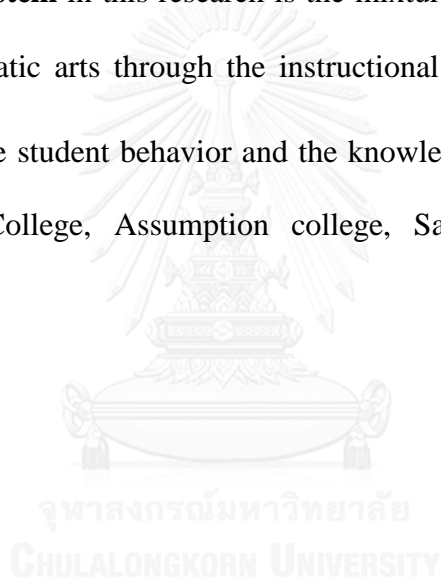 stem in this research is the mixture
atic arts through the instructional
e student behavior and the knowle
College, Assumption college, Sa
จุฬาลงกรณ์มหาวิทยาลัย
CHULALONGKORN UNIVERSITY